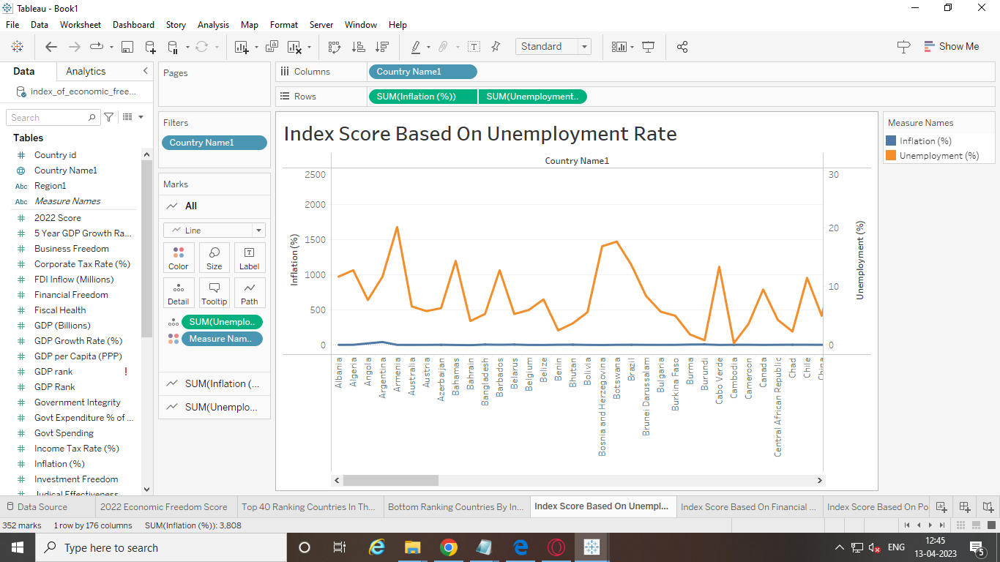 Tableau - Book1
File Data Worksheet Dashboard Story Analysis Map Format Server Window Help
Standard
Show Me
Data Analytics
index_of_economic_free...
Search
Tables
Country id
Country Name1
Abc Region1
Abc Measure Names
2022 Score
5 Year GDP Growth Ra...
Business Freedom
Corporate Tax Rate (%)
FDI Inflow (Millions)
Financial Freedom
Fiscal Health
GDP (Billions)
GDP Growth Rate (%)
GDP per Capita (PPP)
GDP rank !
GDP Rank
Government Integrity
Govt Expenditure % of ...
Govt Spending
Income Tax Rate (%)
Inflation (%)
Investment Freedom
Judical Effectiveness
Pages
Filters
Country Name1
Marks
All
Line
Color Size Label
Detail Tooltip Path
SUM(Unemplo..
Measure Nam..
SUM(Inflation (...
SUM(Unemplo...
Columns Country Name1
Rows SUM(Inflation (%)) SUM(Unemployment..
Index Score Based On Unemployment Rate
Country Name1
Inflation (%)
2500
2000
1500
1000
500
0
30
20
10
0
Unemployment (%)
Albania
Algeria
Angola
Argentina
Armenia
Australia
Austria
Azerbaijan
Bahamas
Bahrain
Bangladesh
Barbados
Belarus
Belgium
Belize
Benin
Bhutan
Bolivia
Bosnia and Herzegovina
Botswana
Brazil
Brunei Darussalam
Bulgaria
Burkina Faso
Burma
Burundi
Cabo Verde
Cambodia
Cameroon
Canada
Central African Republic
Chad
Chile
China
Measure Names
Inflation (%)
Unemployment (%)
Data Source 2022 Economic Freedom Score Top 40 Ranking Countries In Th... Bottom Ranking Countries By In... Index Score Based On Unempl... Index Score Based On Financial ... Index Score Based On Po
352 marks 1 row by 176 columns SUM(Inflation (%)): 3,808
Type here to search
ENG
12:45
13-04-2023
5